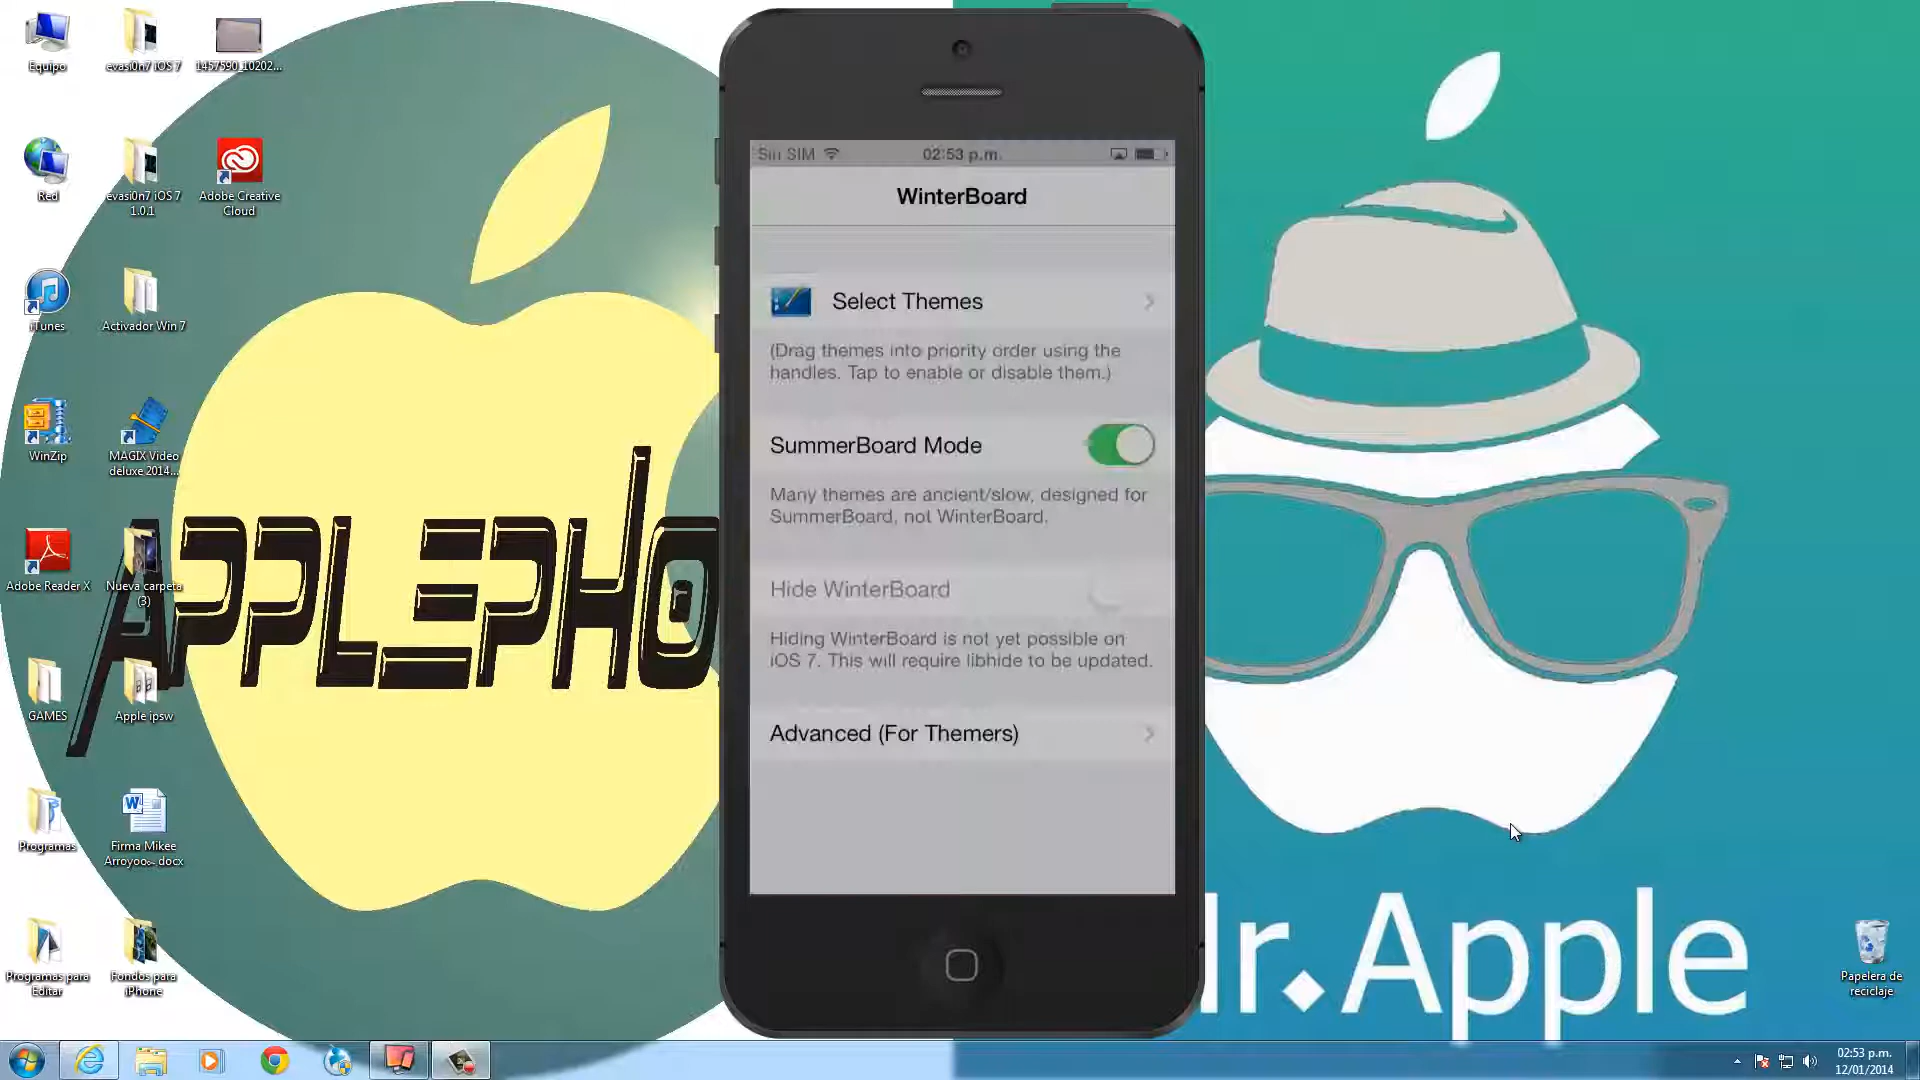 Equipo
evasi0n7 iOS 7
1457590_10202...
Red
evasi0n7 iOS 7
1.0.1
Adobe Creative
Cloud
iTunes
Activador Win 7
WinZip
MAGIX Video
deluxe 2014...
Adobe Reader X
Nueva carpeta
(3)
GAMES
Apple ipsw
Programas
Firma Mikee
Programas para
Editar
Fondos para
iPhone
APPLEPHO
Sin SIM
02:53 p.m.
WinterBoard
Select Themes
(Drag themes into priority order using the
handles. Tap to enable or disable them.)
SummerBoard Mode
Many themes are ancient/slow, designed for
SummerBoard, not WinterBoard.
Hide WinterBoard
Hiding WinterBoard is not yet possible on
iOS 7. This will require libhide to be updated.
Advanced (For Themers)
r.Apple
Papelera de
reciclaje
02:53 p.m.
12/01/2014